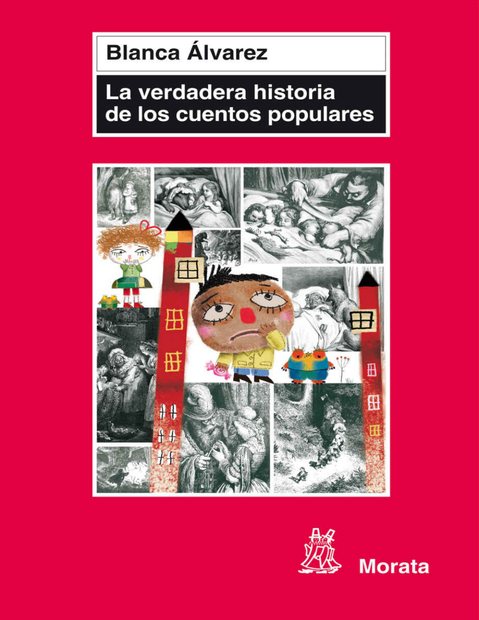 Blanca Álvarez
La verdadera historia
de los cuentos populares
Morata